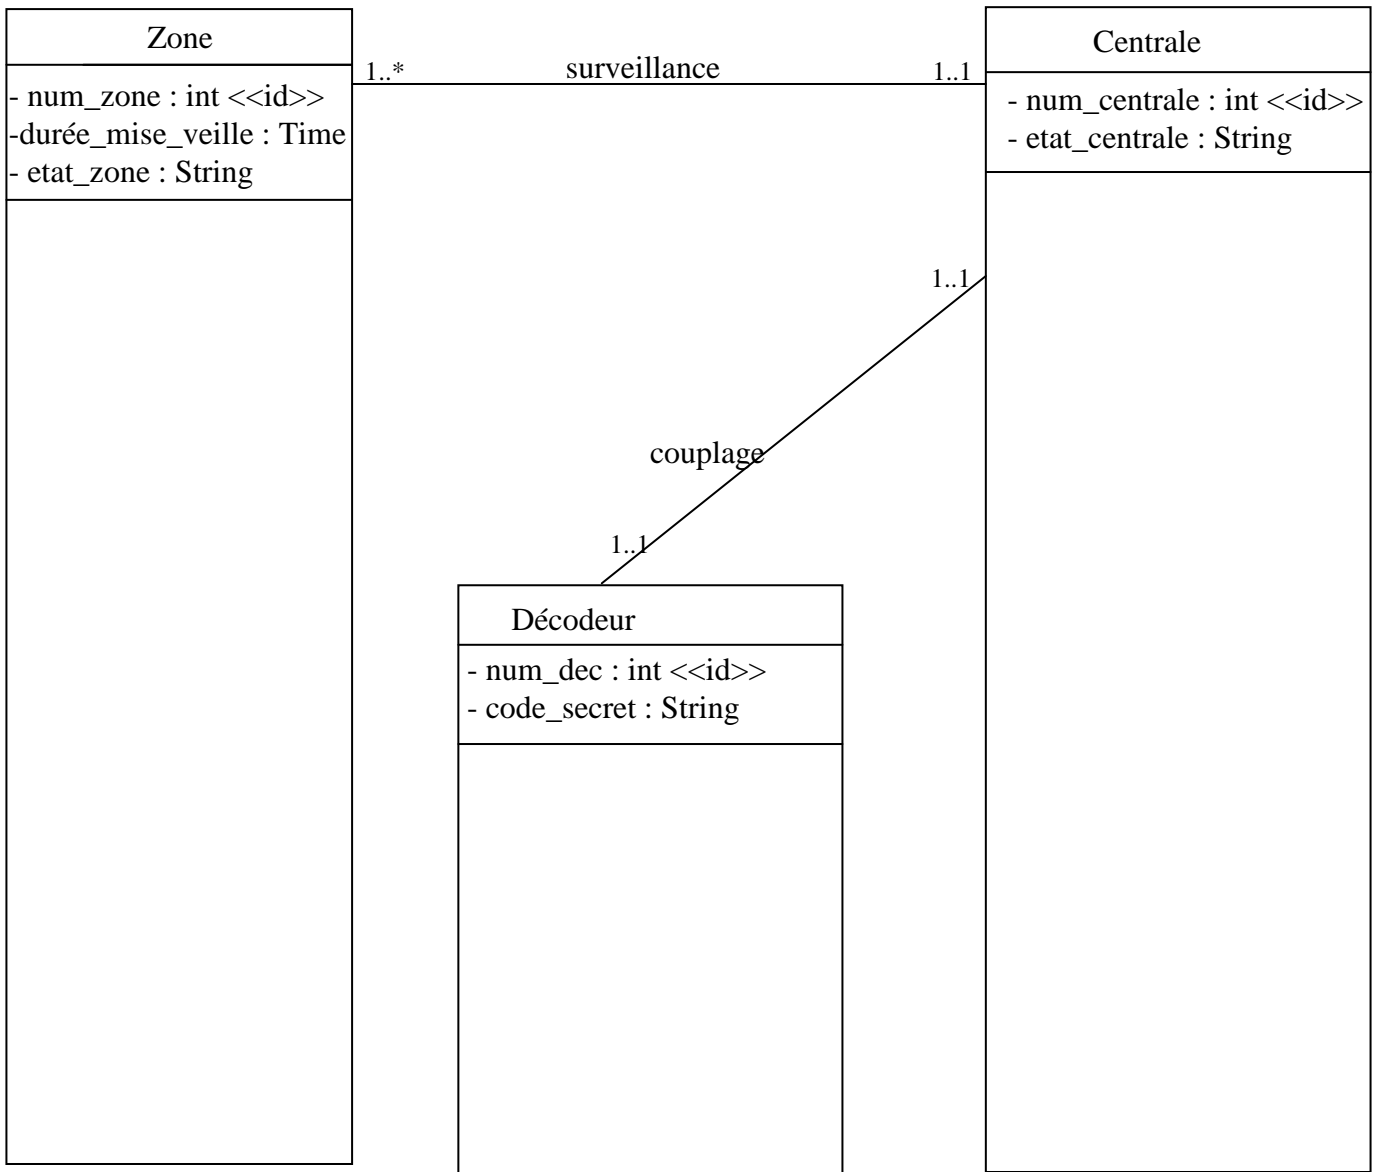 Zone
- num_zone : int <<id>>
-durée_mise_veille : Time
- etat_zone : String
1..*
surveillance
1..1
Centrale
- num_centrale : int <<id>>
- etat_centrale : String
1..1
couplage
1..1
Décodeur
- num_dec : int <<id>>
- code_secret : String